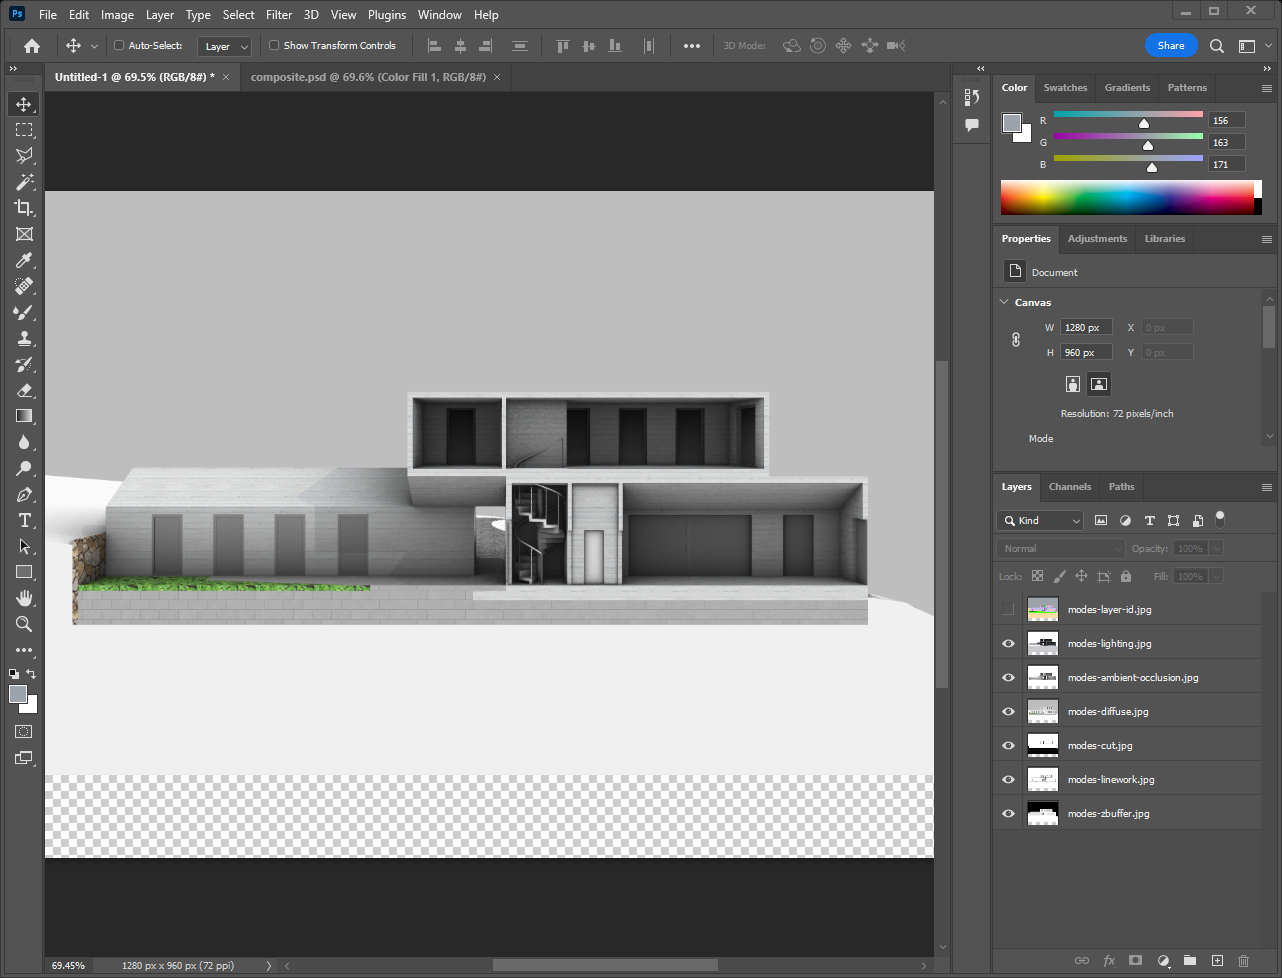 Ps File Edit Image Layer Type Select Filter 3D View Plugins Window Help
Auto-Select: Layer Show Transform Controls 3D Mode: Share
Untitled-1 @ 69.5% (RGB/8#) * composite.psd @ 69.6% (Color Fill 1, RGB/8#)
Color Swatches Gradients Patterns
R 156
G 163
B 171
Properties Adjustments Libraries
Document
Canvas
W 1280 px X 0 px
H 960 px Y 0 px
Resolution: 72 pixels/inch
Mode
Layers Channels Paths
Kind
Normal Opacity: 100%
Lock: Fill: 100%
modes-layer-id.jpg
modes-lighting.jpg
modes-ambient-occlusion.jpg
modes-diffuse.jpg
modes-cut.jpg
modes-linework.jpg
modes-zbuffer.jpg
69.45% 1280 px x 960 px (72 ppi)
fx